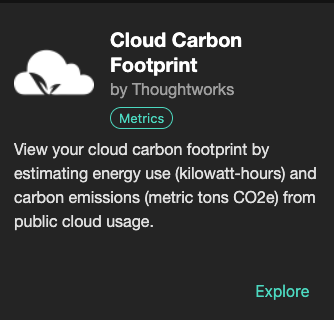 Cloud Carbon
Footprint
by Thoughtworks
Metrics
View your cloud carbon footprint by
estimating energy use (kilowatt-hours) and
carbon emissions (metric tons CO2e) from
public cloud usage.
Explore